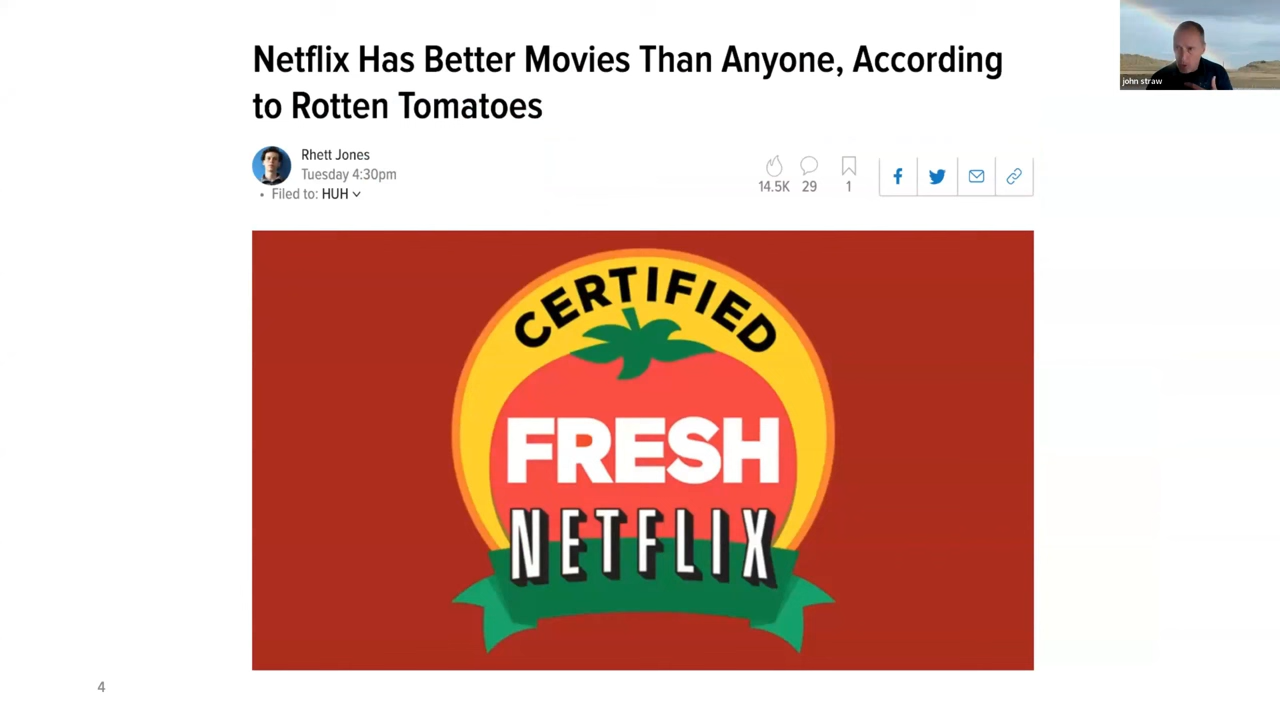 Netflix Has Better Movies Than Anyone, According
to Rotten Tomatoes
Rhett Jones
Tuesday 4:30pm
• Filed to: HUH
14.5K 29 1
CERTIFIED
FRESH
NETFLIX
4
john straw